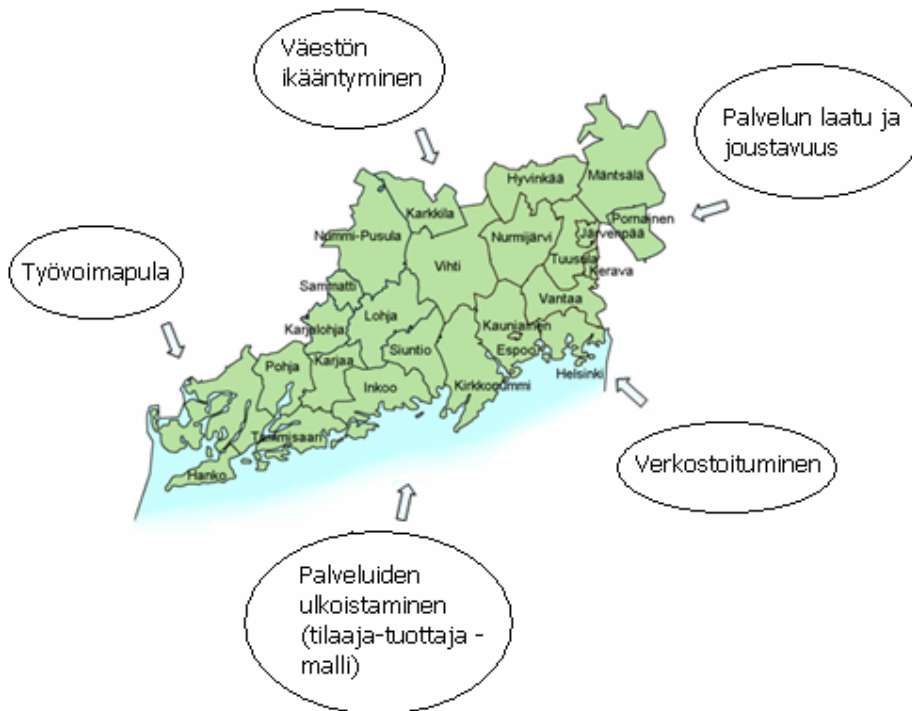 Väestön
ikääntyminen
Palvelun laatu ja
joustavuus
Työvoimapula
Hyvinkää
Mäntsälä
Karkkila
Pornainen
Nummi-Pusula
Nurmijärvi
Järvenpää
Vihti
Tuusula
Kerava
Sammatti
Vantaa
Lohja
Karjalohja
Kauniainen
Siuntio
Espoo
Pohja
Karjaa
Helsinki
Inkoo
Kirkkonummi
Tammisaari
Hanko
Verkostoituminen
Palveluiden
ulkoistaminen
(tilaaja-tuottaja -
malli)